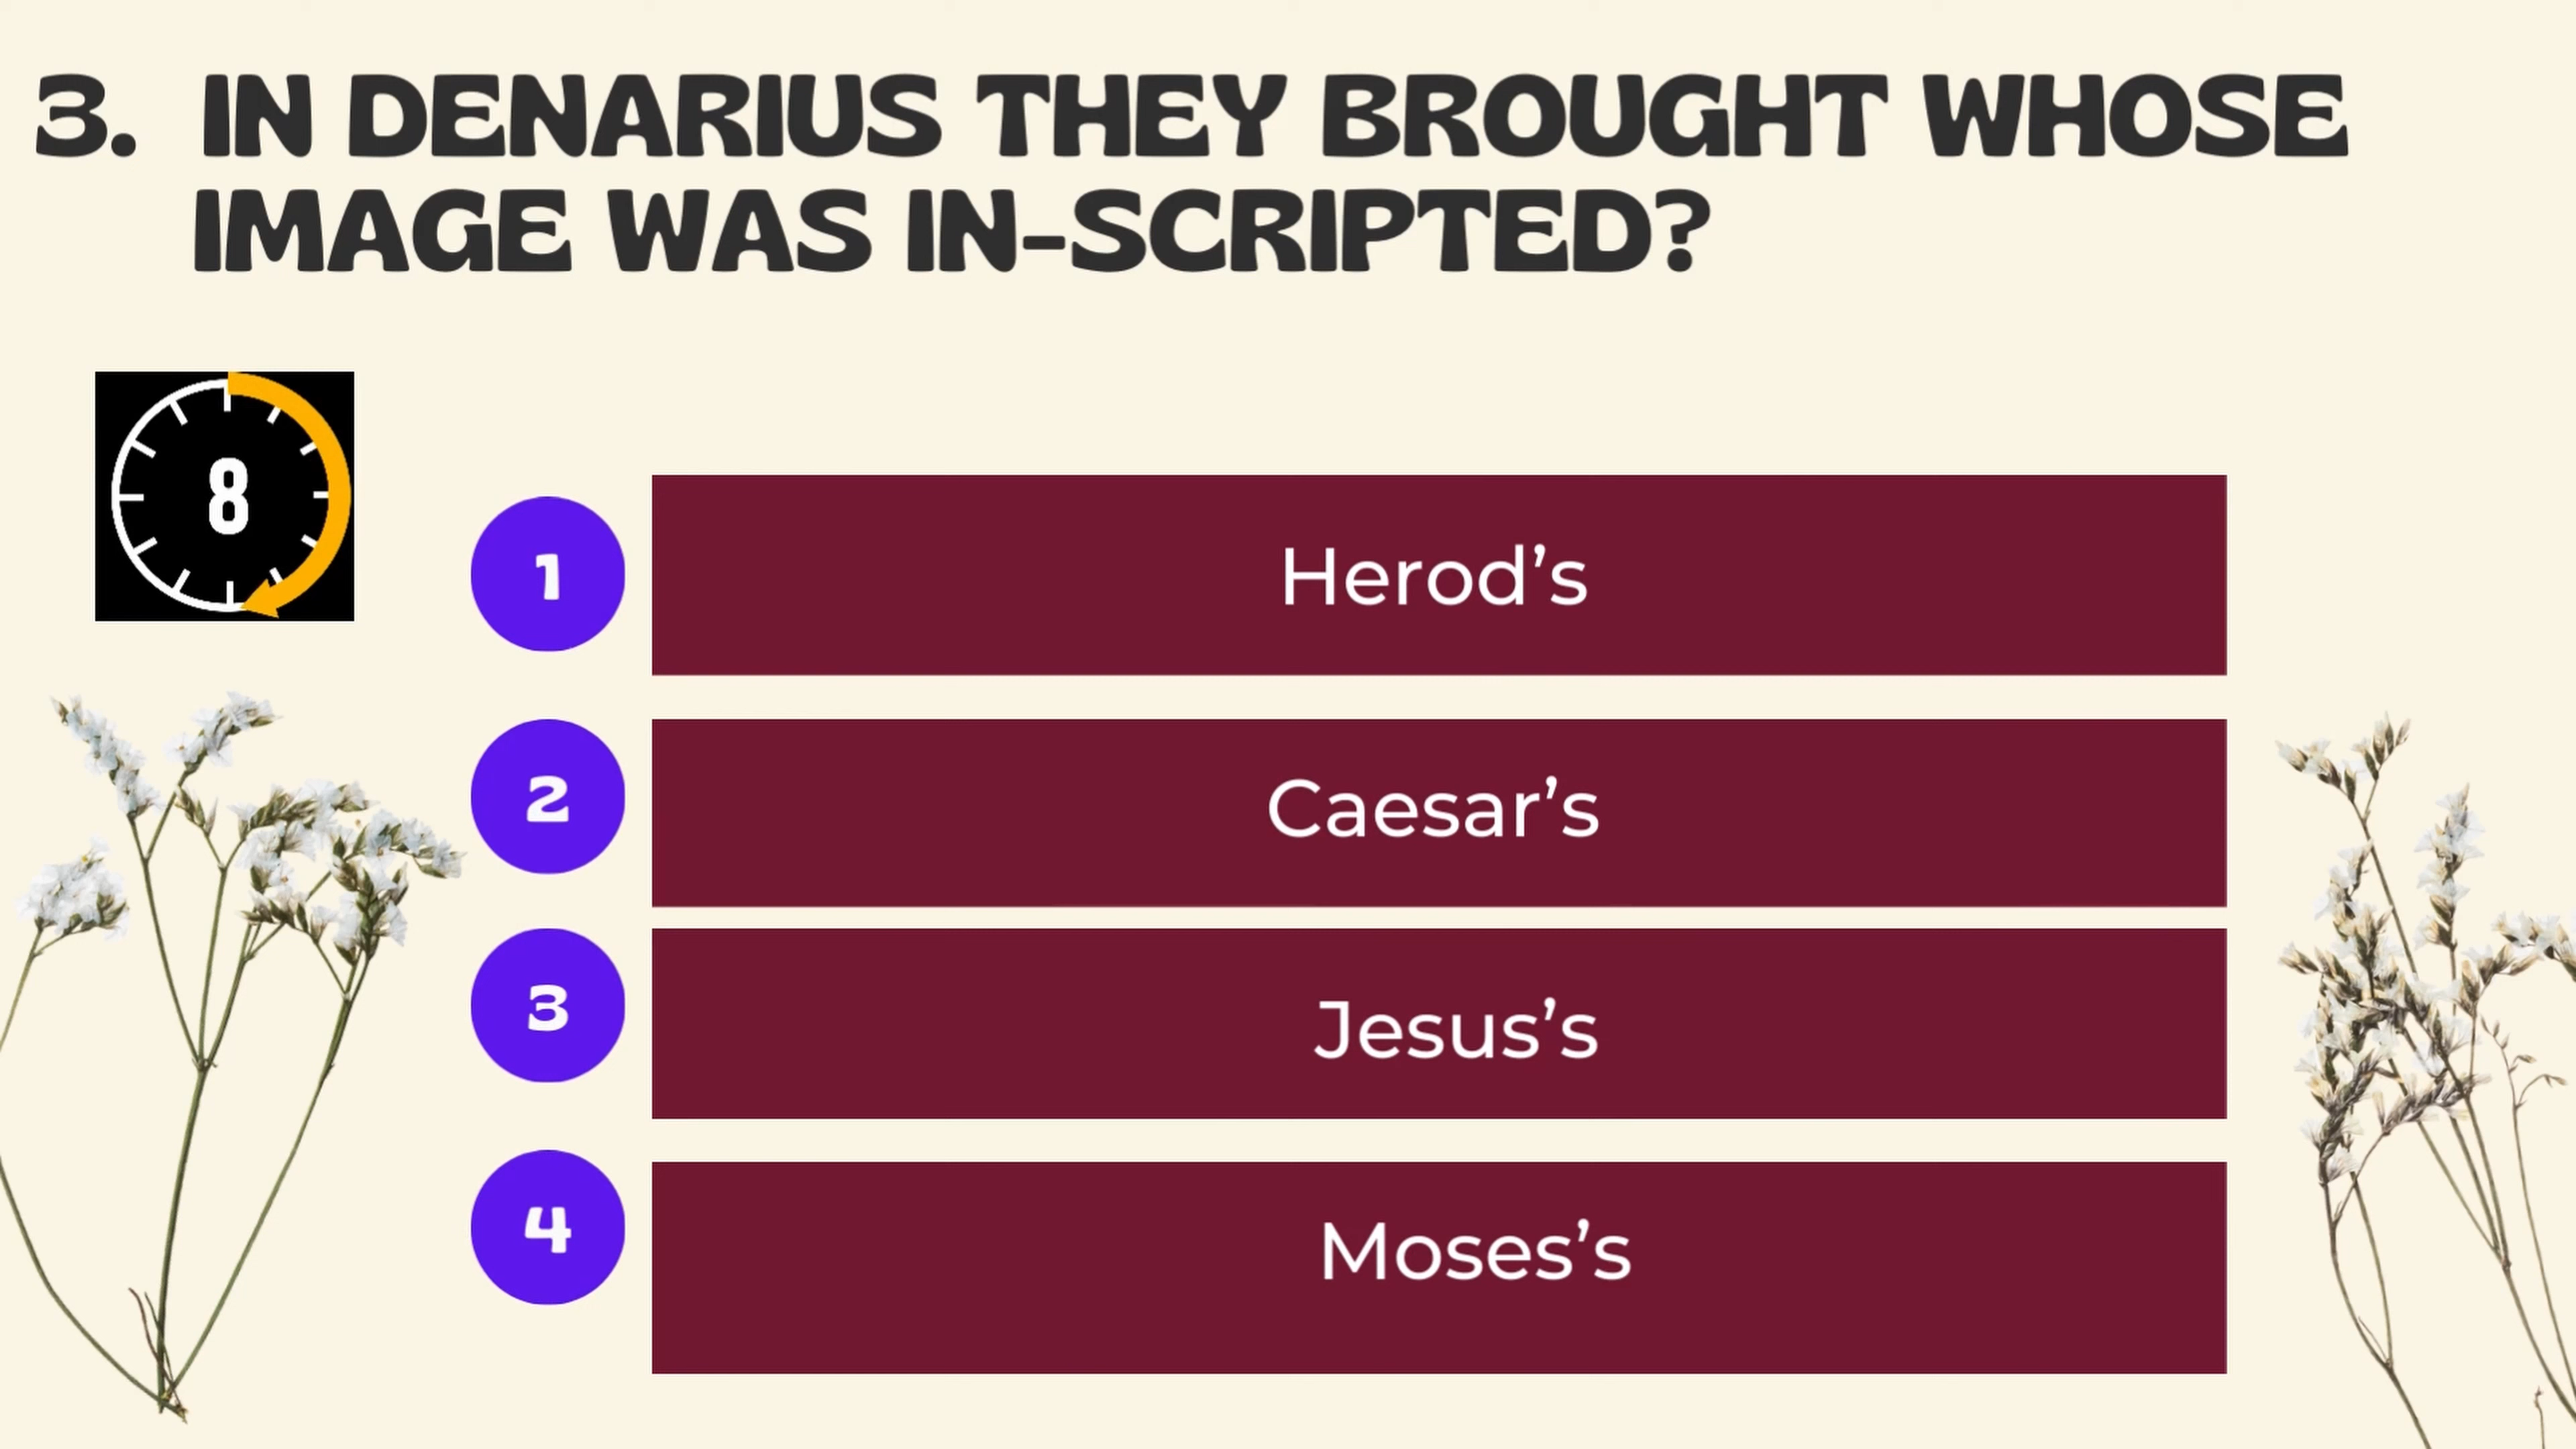 3. IN DENARIUS THEY BROUGHT WHOSE
IMAGE WAS IN-SCRIPTED?
8
1 Herod’s
2 Caesar’s
3 Jesus’s
4 Moses’s